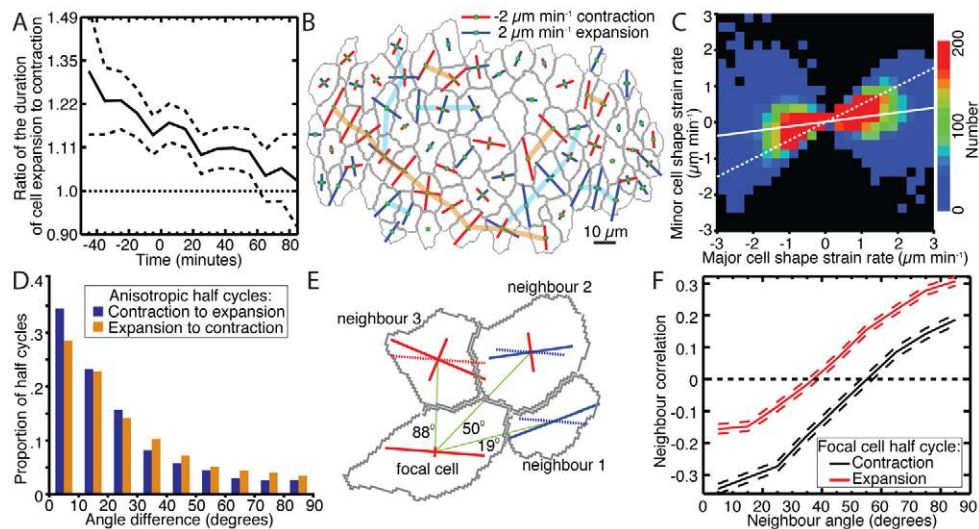 A
Ratio of the duration
of cell expansion to contraction
1.49
1.35
1.22
1.11
1.0
0.90
-40 -20 0 20 40 60 80
Time (minutes)
B
-2 µm min⁻¹ contraction
2 µm min⁻¹ expansion
10 µm
C
Minor cell shape strain rate
(µm min⁻¹)
3
2
1
0
-1
-2
-3 -2 -1 0 1 2 3
Major cell shape strain rate (µm min⁻¹)
200
100
0
Number
D
Proportion of half cycles
.4
.3
.2
.1
0
0 10 20 30 40 50 60 70 80 90
Angle difference (degrees)
Anisotropic half cycles:
Contraction to expansion
Expansion to contraction
E
neighbour 2
neighbour 3
88°
50°
19°
focal cell
neighbour 1
F
Neighbour correlation
0.3
0.1
0
-0.1
-0.3
0 10 20 30 40 50 60 70 80 90
Neighbour angle (degrees)
Focal cell half cycle:
Contraction
Expansion